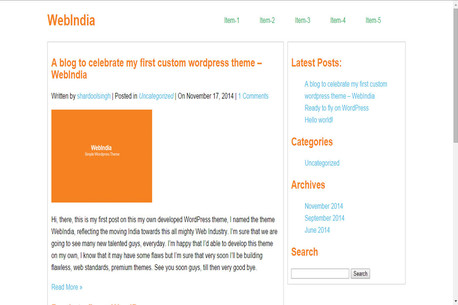 WebIndia
Item-1 Item-2 Item-3 Item-4 Item-5
A blog to celebrate my first custom wordpress theme –
WebIndia
Written by shardoolsingh | Posted in Uncategorized | On November 17, 2014 | 1 Comments
WebIndia
Simple Wordpress Theme
Hi, there, this is my first post on this my own developed WordPress theme, I named the theme
WebIndia, reflecting the moving India towards this all mighty Web Industry. I'm sure that we are
going to see many new talented guys, everyday. I'm happy that I'd able to develop this theme
on my own, I know that it may have some flaws but I'm sure that very soon I'll be building
flawless, web standards, premium themes. See you soon guys, till then very good bye.
Read More »
Latest Posts:
A blog to celebrate my first custom
wordpress theme – WebIndia
Ready to fly on WordPress
Hello world!
Categories
Uncategorized
Archives
November 2014
September 2014
June 2014
Search
Search